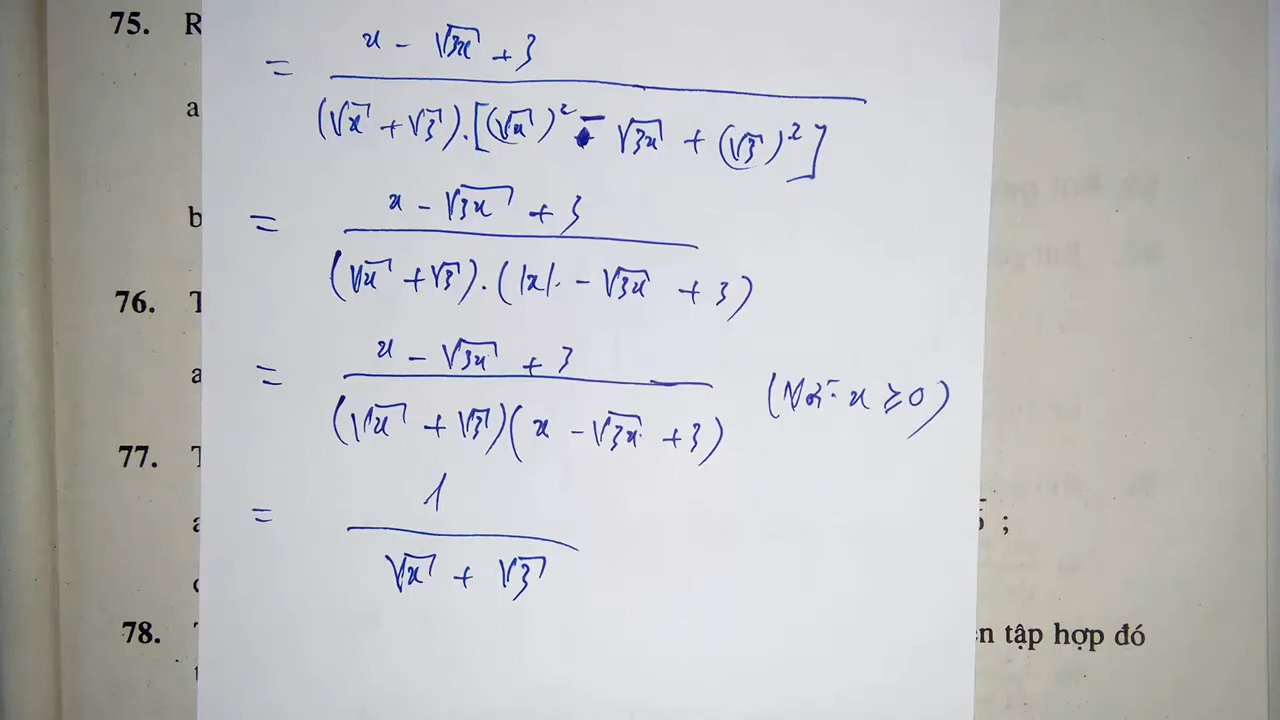 75. R
= (x - √3x + 3) / ((√x + √3).[(√x)² - √3x + (√3)²])
a
b
= (x - √3x + 3) / ((√x + √3).(|x| - √3x + 3))
76. T
a
= (x - √3x + 3) / ((√x + √3)(x - √3x + 3)) (Với x ≥ 0)
77. T
= 1 / (√x + √3)
a
;
78.
n tập hợp đó